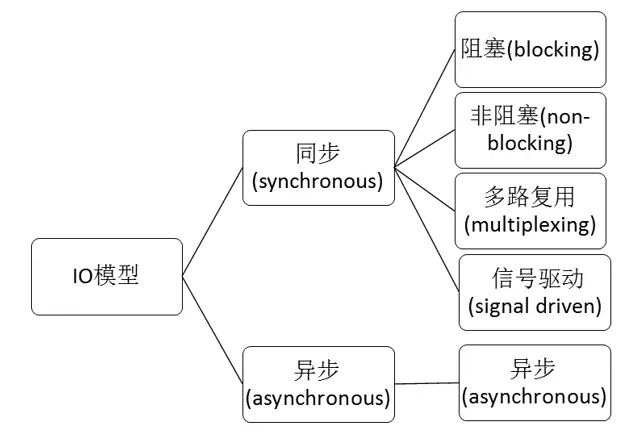 IO模型
同步
(synchronous)
阻塞(blocking)
非阻塞(non-
blocking)
多路复用
(multiplexing)
信号驱动
(signal driven)
异步
(asynchronous)
异步
(asynchronous)